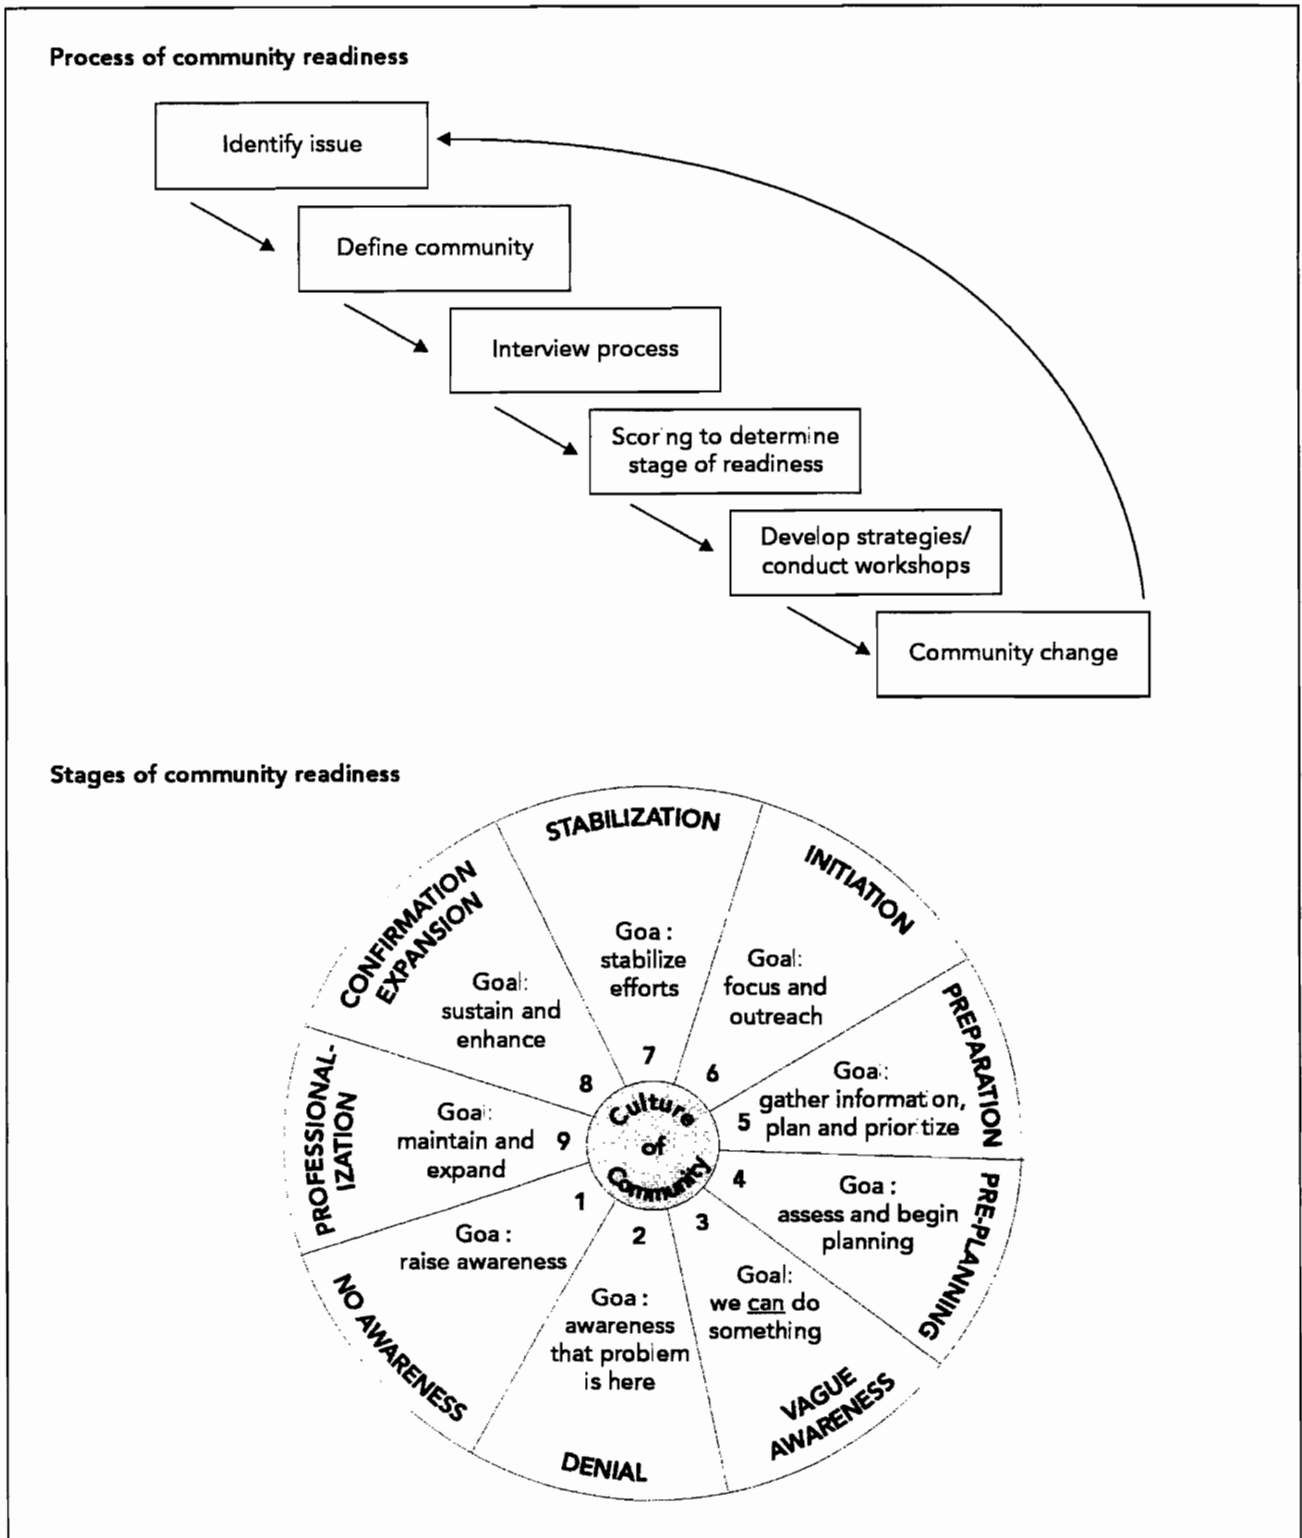 Process of community readiness
Identify issue
Define community
Interview process
Scoring to determine
stage of readiness
Develop strategies/
conduct workshops
Community change
Stages of community readiness
NO AWARENESS
1
Goal:
raise awareness
DENIAL
2
Goal:
awareness
that problem
is here
VAGUE
AWARENESS
3
Goal:
we can do
something
PRE-PLANNING
4
Goal:
assess and begin
planning
PREPARATION
5
Goal:
gather information,
plan and prioritize
INITIATION
6
Goal:
focus and
outreach
STABILIZATION
7
Goal:
stabilize
efforts
CONFIRMATION
EXPANSION
8
Goal:
sustain and
enhance
PROFESSIONAL-
IZATION
9
Goal:
maintain and
expand
Culture
of
Community